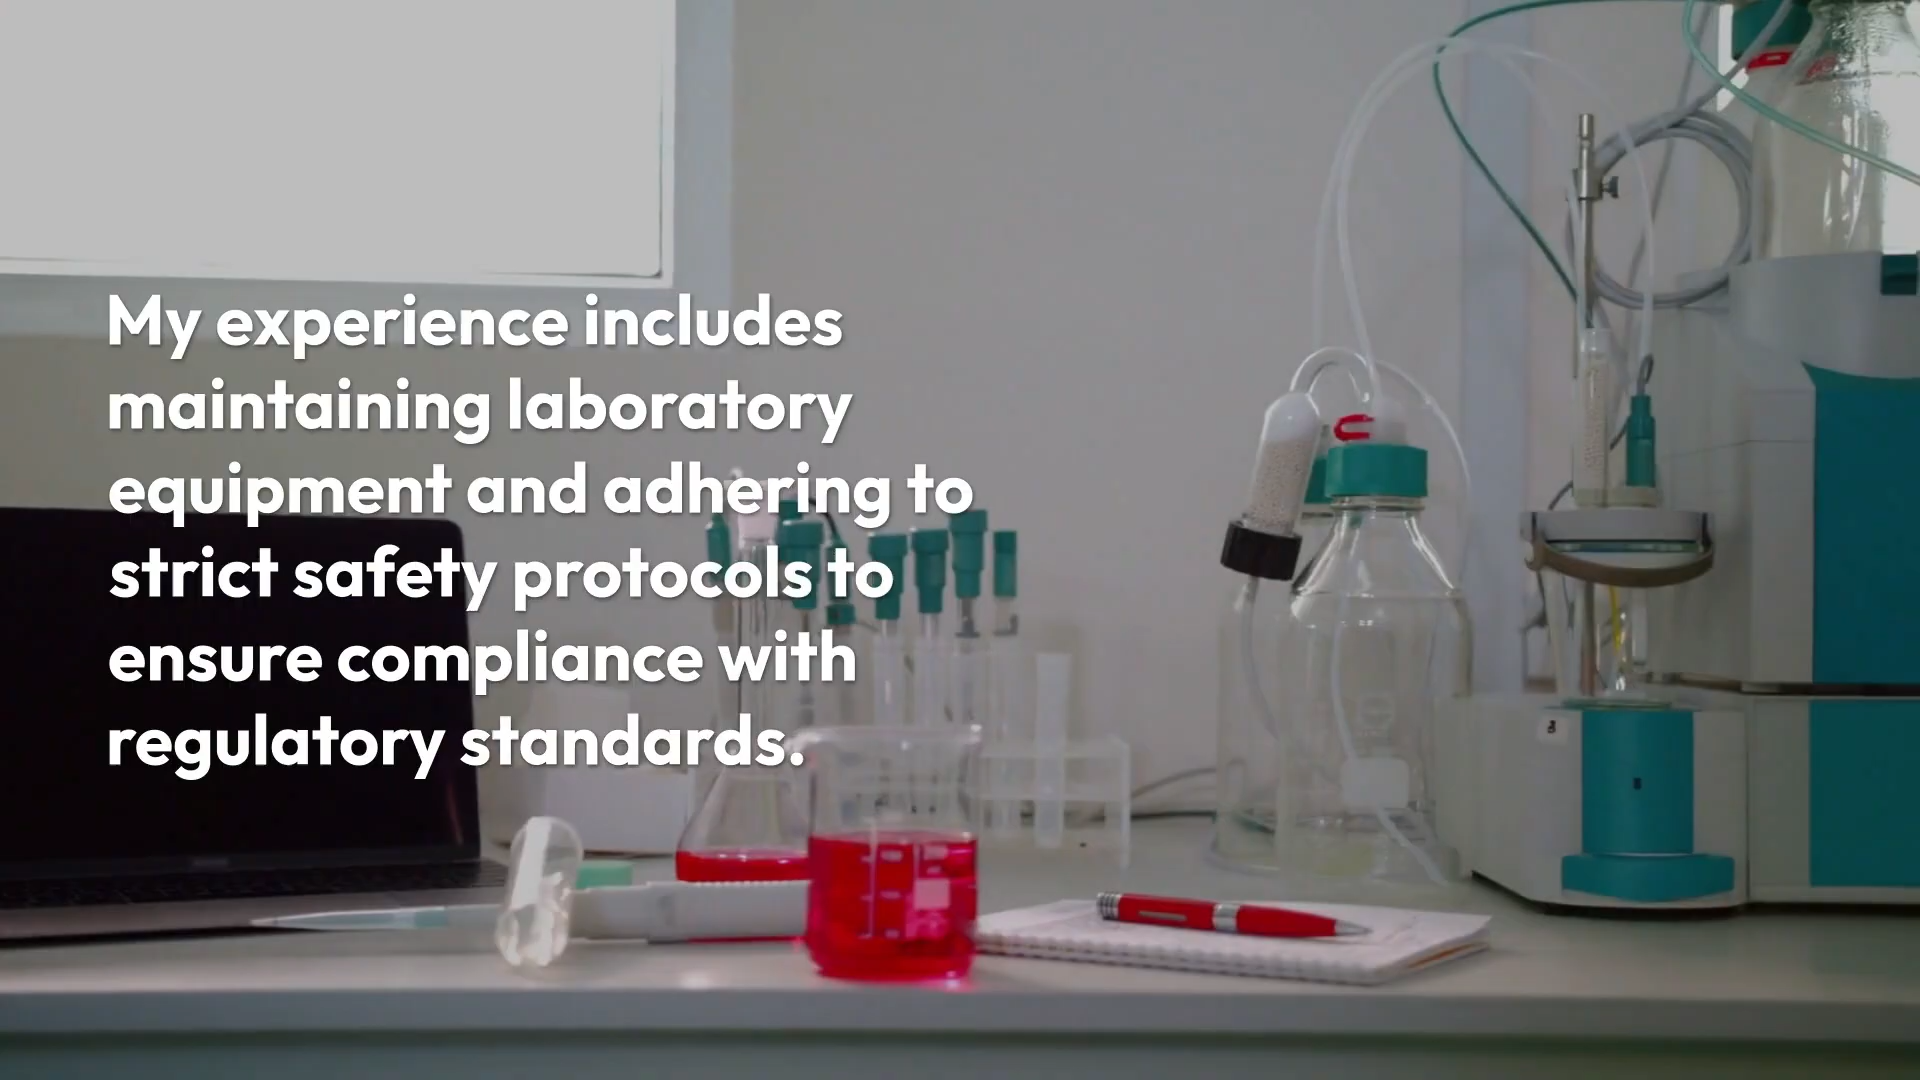 My experience includes
maintaining laboratory
equipment and adhering to
strict safety protocols to
ensure compliance with
regulatory standards.